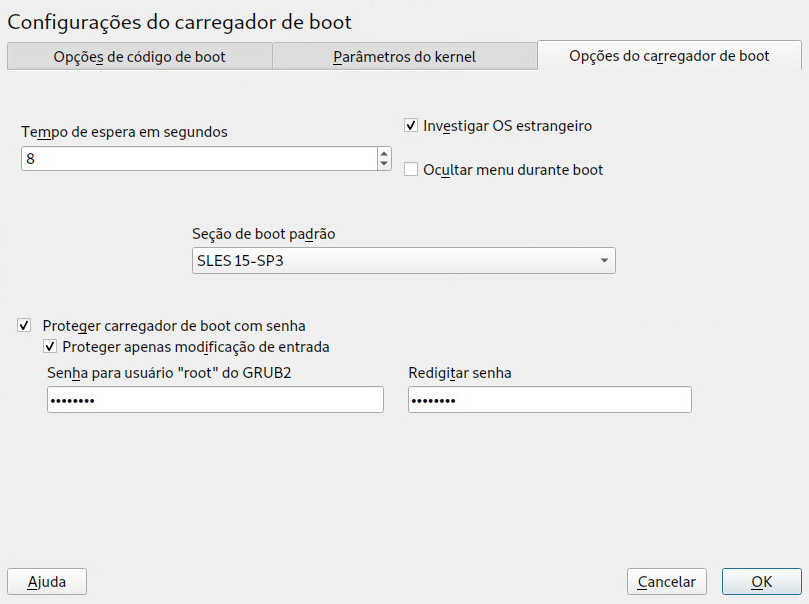 Configurações do carregador de boot
Opções de código de boot
Parâmetros do kernel
Opções do carregador de boot
Tempo de espera em segundos
8
Investigar OS estrangeiro
Ocultar menu durante boot
Seção de boot padrão
SLES 15-SP3
Proteger carregador de boot com senha
Proteger apenas modificação de entrada
Senha para usuário "root" do GRUB2
Redigitar senha
••••••••
••••••••
Ajuda
Cancelar
OK